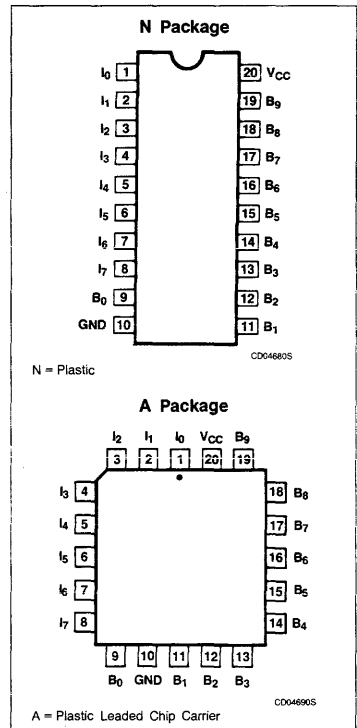 N Package
I0 1 20 VCC
I1 2 19 B9
I2 3 18 B8
I3 4 17 B7
I4 5 16 B6
I5 6 15 B5
I6 7 14 B4
I7 8 13 B3
B0 9 12 B2
GND 10 11 B1
CD04680S
N = Plastic
A Package
I2 I1 I0 VCC B9
3 2 1 20 19
I3 4 18 B8
I4 5 17 B7
I5 6 16 B6
I6 7 15 B5
I7 8 14 B4
9 10 11 12 13
B0 GND B1 B2 B3
CD04690S
A = Plastic Leaded Chip Carrier